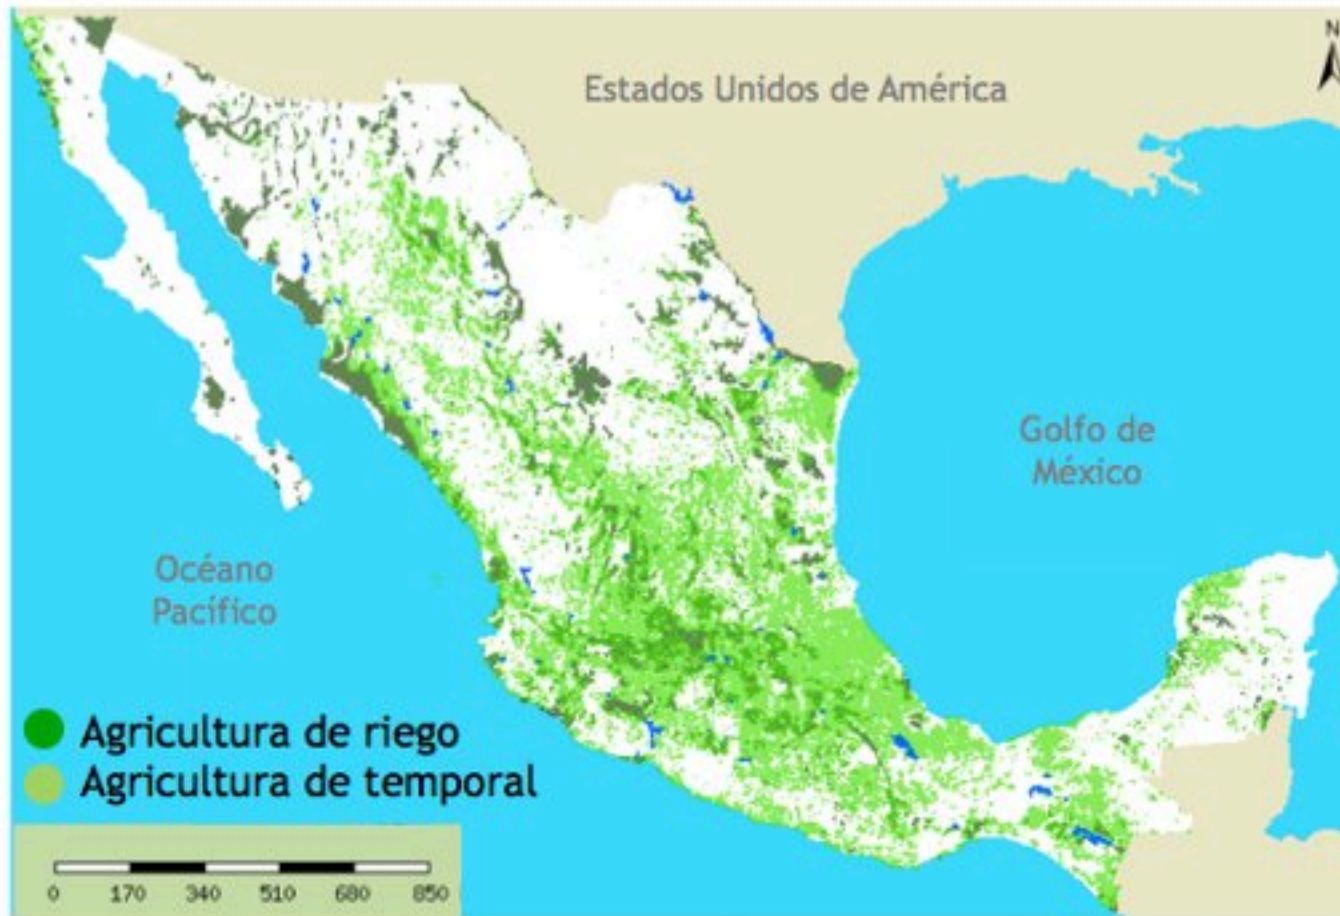 N
Estados Unidos de América
Golfo de
México
Océano
Pacífico
Agricultura de riego
Agricultura de temporal
0 170 340 510 680 850